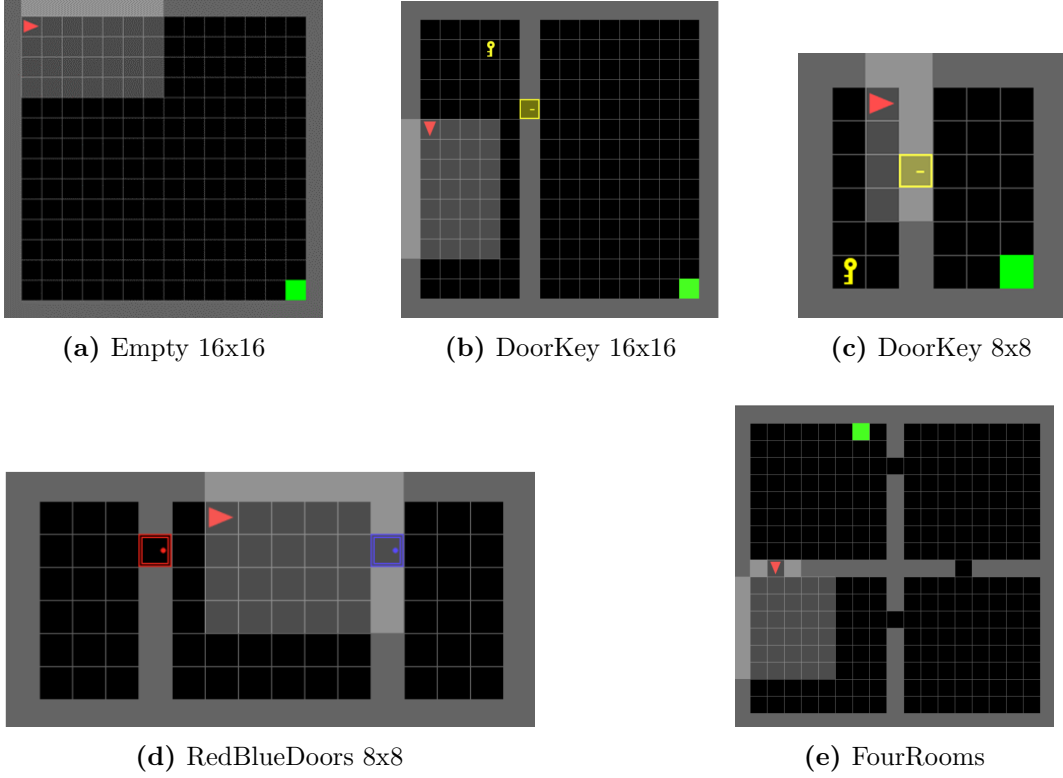 (a) Empty 16x16
(b) DoorKey 16x16
(c) DoorKey 8x8
(d) RedBlueDoors 8x8
(e) FourRooms